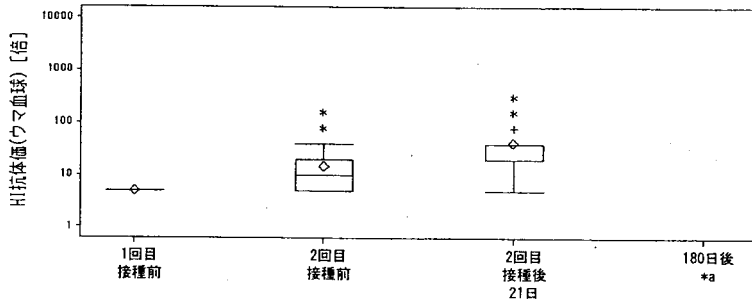 HI抗体価(ウマ血球) [倍]
10000
1000
100
10
1
1回目
接種前
2回目
接種前
2回目
接種後
21日
180日後
*a